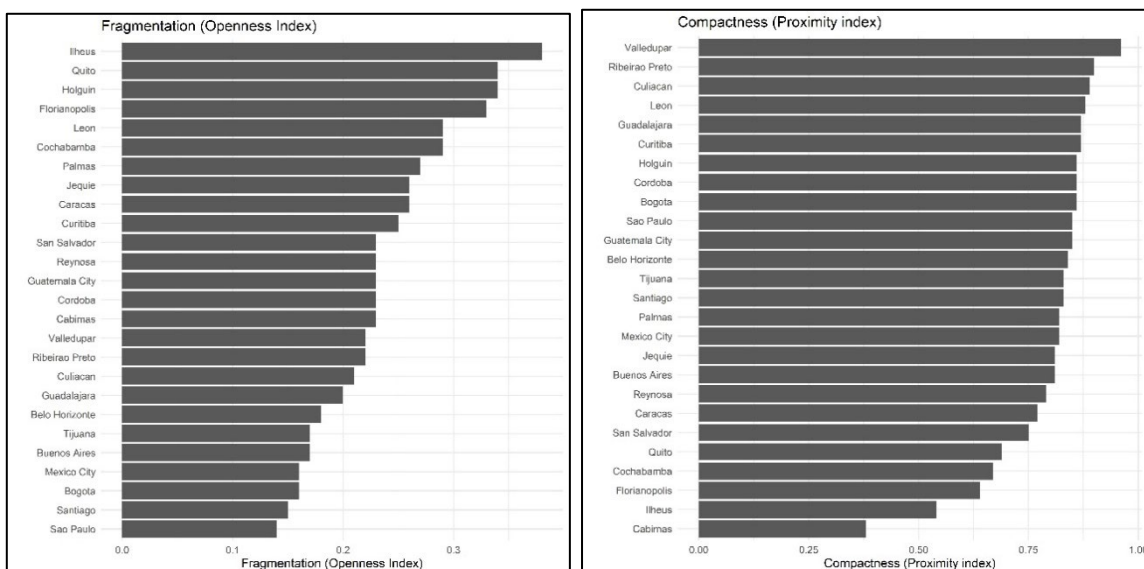 Fragmentation (Openness Index)
Ilheus
Quito
Holguin
Florianopolis
Leon
Cochabamba
Palmas
Jequie
Caracas
Curitiba
San Salvador
Reynosa
Guatemala City
Cordoba
Cabimas
Valledupar
Ribeirao Preto
Culiacan
Guadalajara
Belo Horizonte
Tijuana
Buenos Aires
Mexico City
Bogota
Santiago
Sao Paulo
0.0 0.1 0.2 0.3
Fragmentation (Openness Index)
Compactness (Proximity index)
Valledupar
Ribeirao Preto
Culiacan
Leon
Guadalajara
Curitiba
Holguin
Cordoba
Bogota
Sao Paulo
Guatemala City
Belo Horizonte
Tijuana
Santiago
Palmas
Mexico City
Jequie
Buenos Aires
Reynosa
Caracas
San Salvador
Quito
Cochabamba
Florianopolis
Ilheus
Cabimas
0.00 0.25 0.50 0.75 1.00
Compactness (Proximity index)